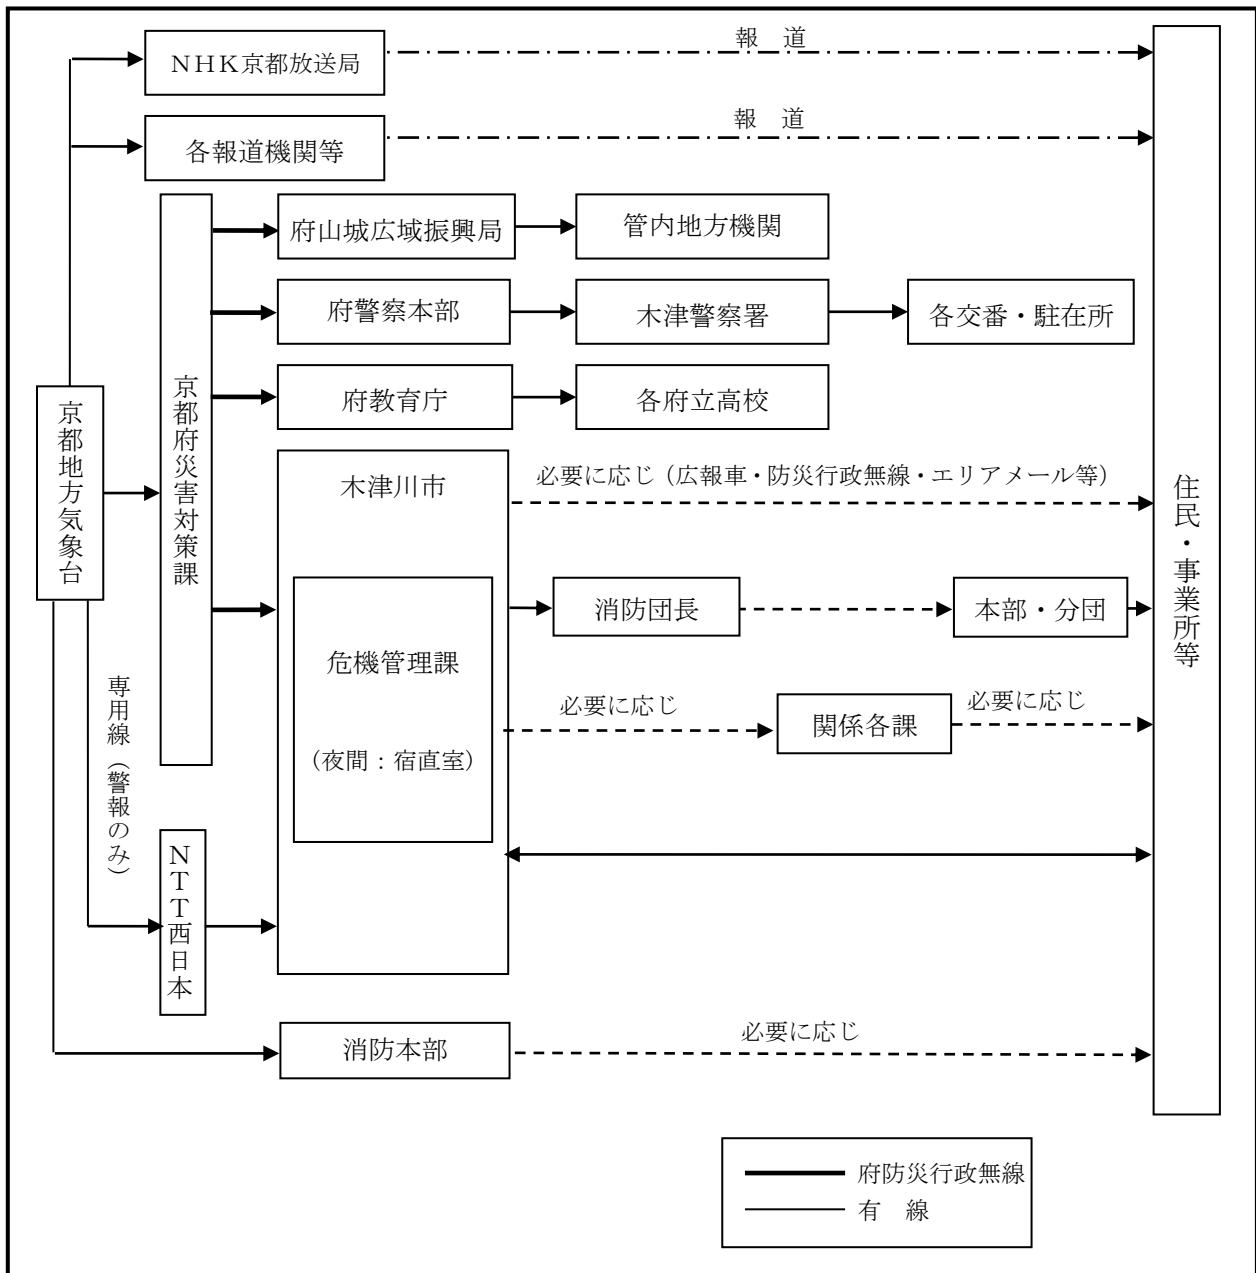 報　道
ＮＨＫ京都放送局
報　道
各報道機関等
府山城広域振興局
管内地方機関
府警察本部
木津警察署
各交番・駐在所
府教育庁
各府立高校
京都地方気象台
京都府災害対策課
木津川市
必要に応じ（広報車・防災行政無線・エリアメール等）
住民・事業所等
消防団長
本部・分団
危機管理課
（夜間：宿直室）
必要に応じ
関係各課
必要に応じ
専用線（警報のみ）
ＮＴＴ西日本
消防本部
必要に応じ
府防災行政無線
有　線